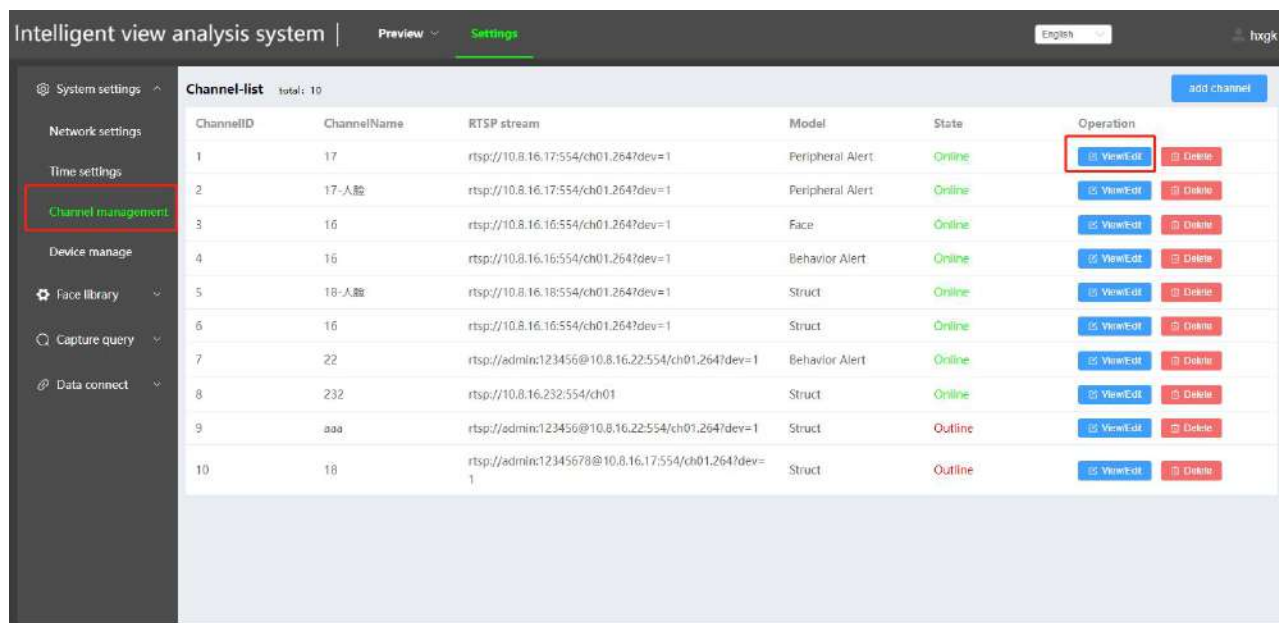 Intelligent view analysis system | Preview Settings English hxgk
System settings
Network settings
Time settings
Channel management
Device manage
Face library
Capture query
Data connect
Channel-list total: 10 add channel
ChannelID ChannelName RTSP stream Model State Operation
1 17 rtsp://10.8.16.17:554/ch01.264?dev=1 Peripheral Alert Online View/Edit Delete
2 17-人脸 rtsp://10.8.16.17:554/ch01.264?dev=1 Peripheral Alert Online View/Edit Delete
3 16 rtsp://10.8.16.16:554/ch01.264?dev=1 Face Online View/Edit Delete
4 16 rtsp://10.8.16.16:554/ch01.264?dev=1 Behavior Alert Online View/Edit Delete
5 18-人脸 rtsp://10.8.16.18:554/ch01.264?dev=1 Struct Online View/Edit Delete
6 16 rtsp://10.8.16.16:554/ch01.264?dev=1 Struct Online View/Edit Delete
7 22 rtsp://admin:123456@10.8.16.22:554/ch01.264?dev=1 Behavior Alert Online View/Edit Delete
8 232 rtsp://10.8.16.232:554/ch01 Struct Online View/Edit Delete
9 aaa rtsp://admin:123456@10.8.16.22:554/ch01.264?dev=1 Struct Outline View/Edit Delete
10 18 rtsp://admin:12345678@10.8.16.17:554/ch01.264?dev= Struct Outline View/Edit Delete
1